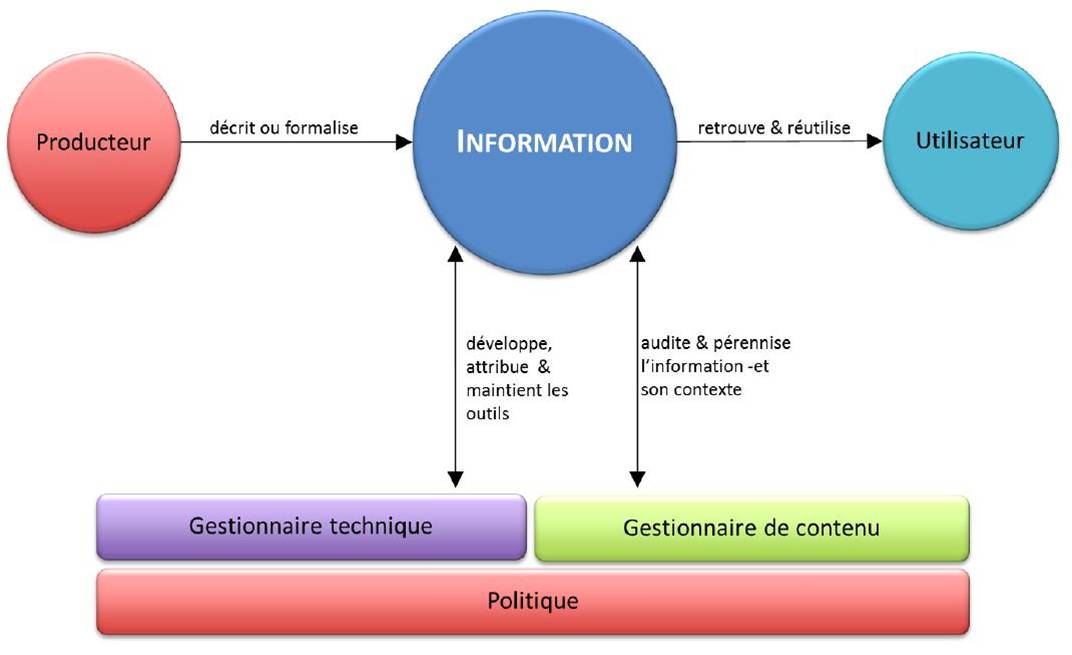 Producteur
décrit ou formalise
INFORMATION
retrouve & réutilise
Utilisateur
développe,
attribue &
maintient les
outils
audite & pérennise
l'information -et
son contexte
Gestionnaire technique
Gestionnaire de contenu
Politique